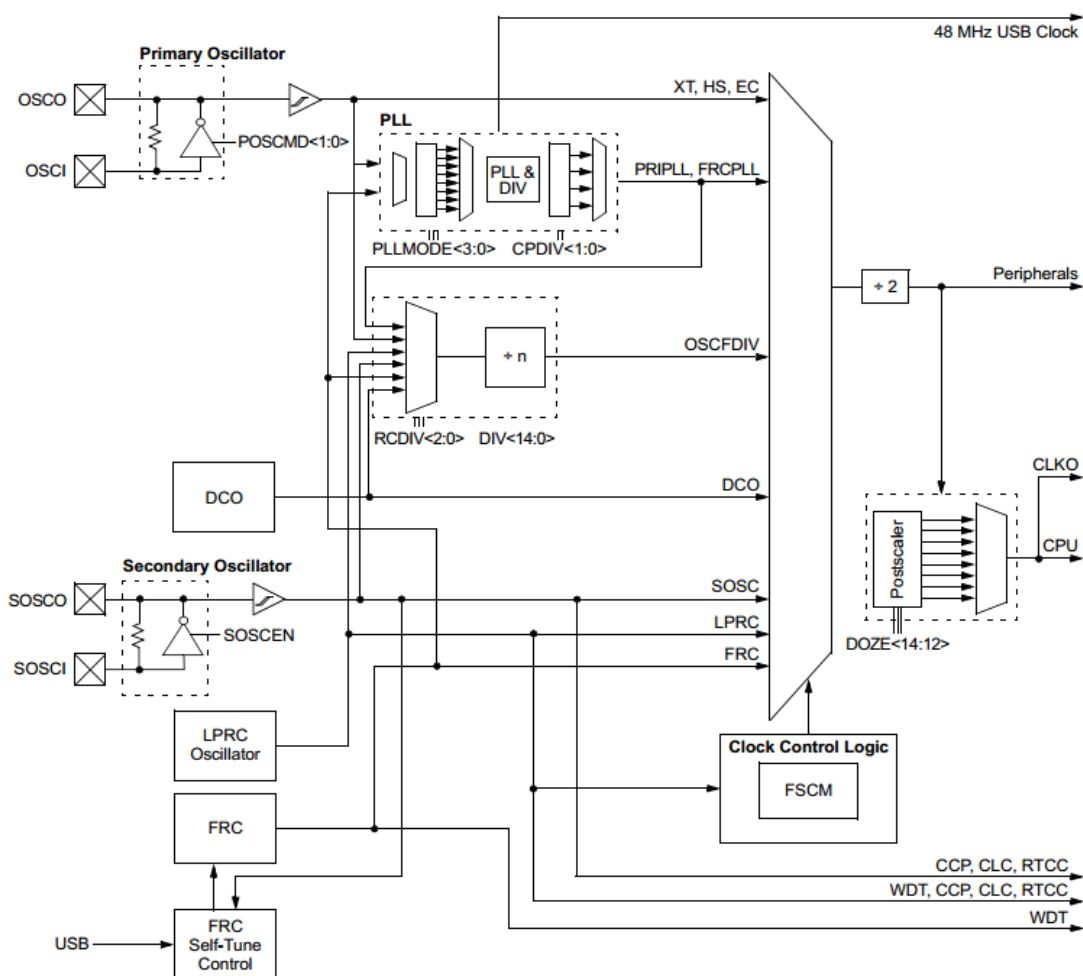 48 MHz USB Clock
Primary Oscillator
OSCO
XT, HS, EC
PLL
POSCMD<1:0>
OSCI
PLL &
DIV
PRIPLL, FRCPLL
PLLMODE<3:0>
CPDIV<1:0>
÷ 2
Peripherals
÷ n
OSCFDIV
RCDIV<2:0>
DIV<14:0>
DCO
DCO
CLKO
CPU
Postscaler
DOZE<14:12>
Secondary Oscillator
SOSCO
SOSC
SOSCEN
LPRC
SOSCI
FRC
LPRC
Oscillator
Clock Control Logic
FSCM
FRC
CCP, CLC, RTCC
WDT, CCP, CLC, RTCC
WDT
USB
FRC
Self-Tune
Control